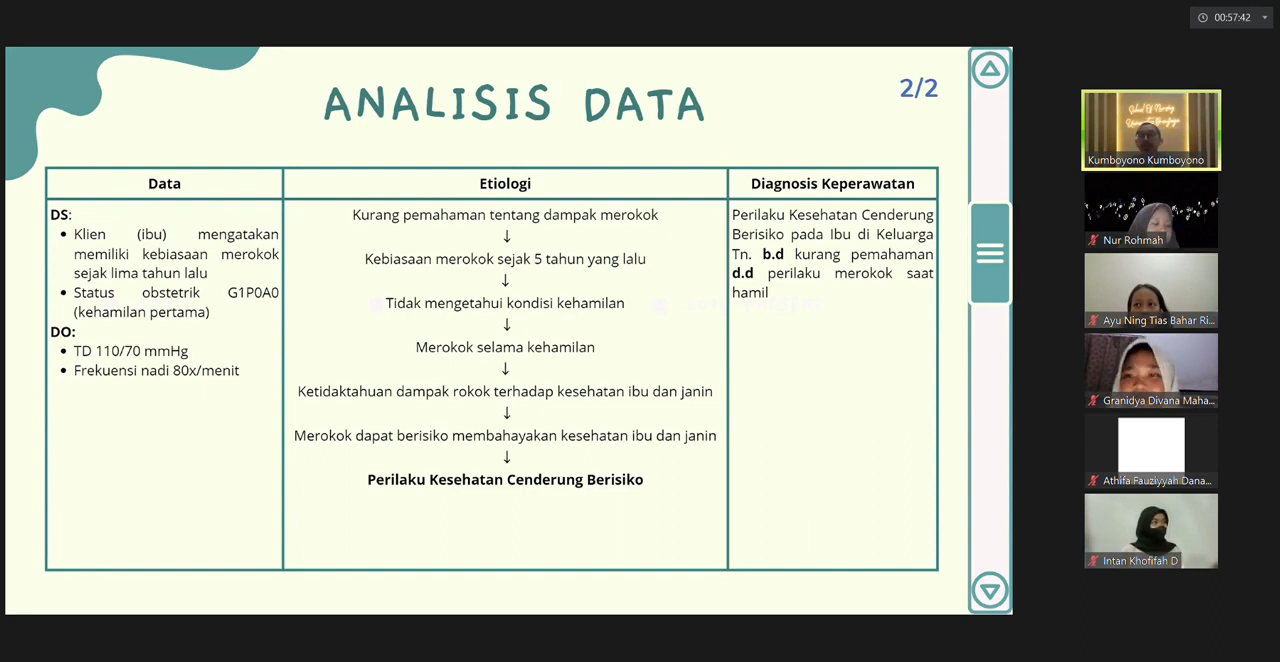 00:57:42
ANALISIS DATA
2/2
Data
Etiologi
Diagnosis Keperawatan
DS:
Klien (ibu) mengatakan
memiliki kebiasaan merokok
sejak lima tahun lalu
Status obstetrik G1P0A0
(kehamilan pertama)
DO:
TD 110/70 mmHg
Frekuensi nadi 80x/menit
Kurang pemahaman tentang dampak merokok
↓
Kebiasaan merokok sejak 5 tahun yang lalu
↓
Tidak mengetahui kondisi kehamilan
↓
Merokok selama kehamilan
↓
Ketidaktahuan dampak rokok terhadap kesehatan ibu dan janin
↓
Merokok dapat berisiko membahayakan kesehatan ibu dan janin
↓
Perilaku Kesehatan Cenderung Berisiko
Perilaku Kesehatan Cenderung
Berisiko pada Ibu di Keluarga
Tn. b.d kurang pemahaman
d.d perilaku merokok saat
hamil
Kumboyono Kumboyono
Nur Rohmah
Ayu Ning Tias Bahar Ri...
Granidya Divana Maha...
Athifa Fauziyyah Dana...
Intan Khofifah D